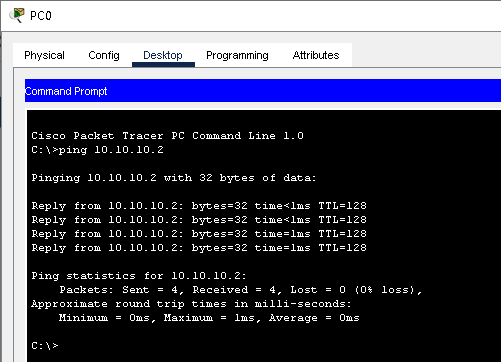 PC0
Physical Config Desktop Programming Attributes
Command Prompt
Cisco Packet Tracer PC Command Line 1.0
C:\>ping 10.10.10.2
Pinging 10.10.10.2 with 32 bytes of data:
Reply from 10.10.10.2: bytes=32 time<1ms TTL=128
Reply from 10.10.10.2: bytes=32 time<1ms TTL=128
Reply from 10.10.10.2: bytes=32 time=1ms TTL=128
Reply from 10.10.10.2: bytes=32 time=1ms TTL=128
Ping statistics for 10.10.10.2:
Packets: Sent = 4, Received = 4, Lost = 0 (0% loss),
Approximate round trip times in milli-seconds:
Minimum = 0ms, Maximum = 1ms, Average = 0ms
C:\>